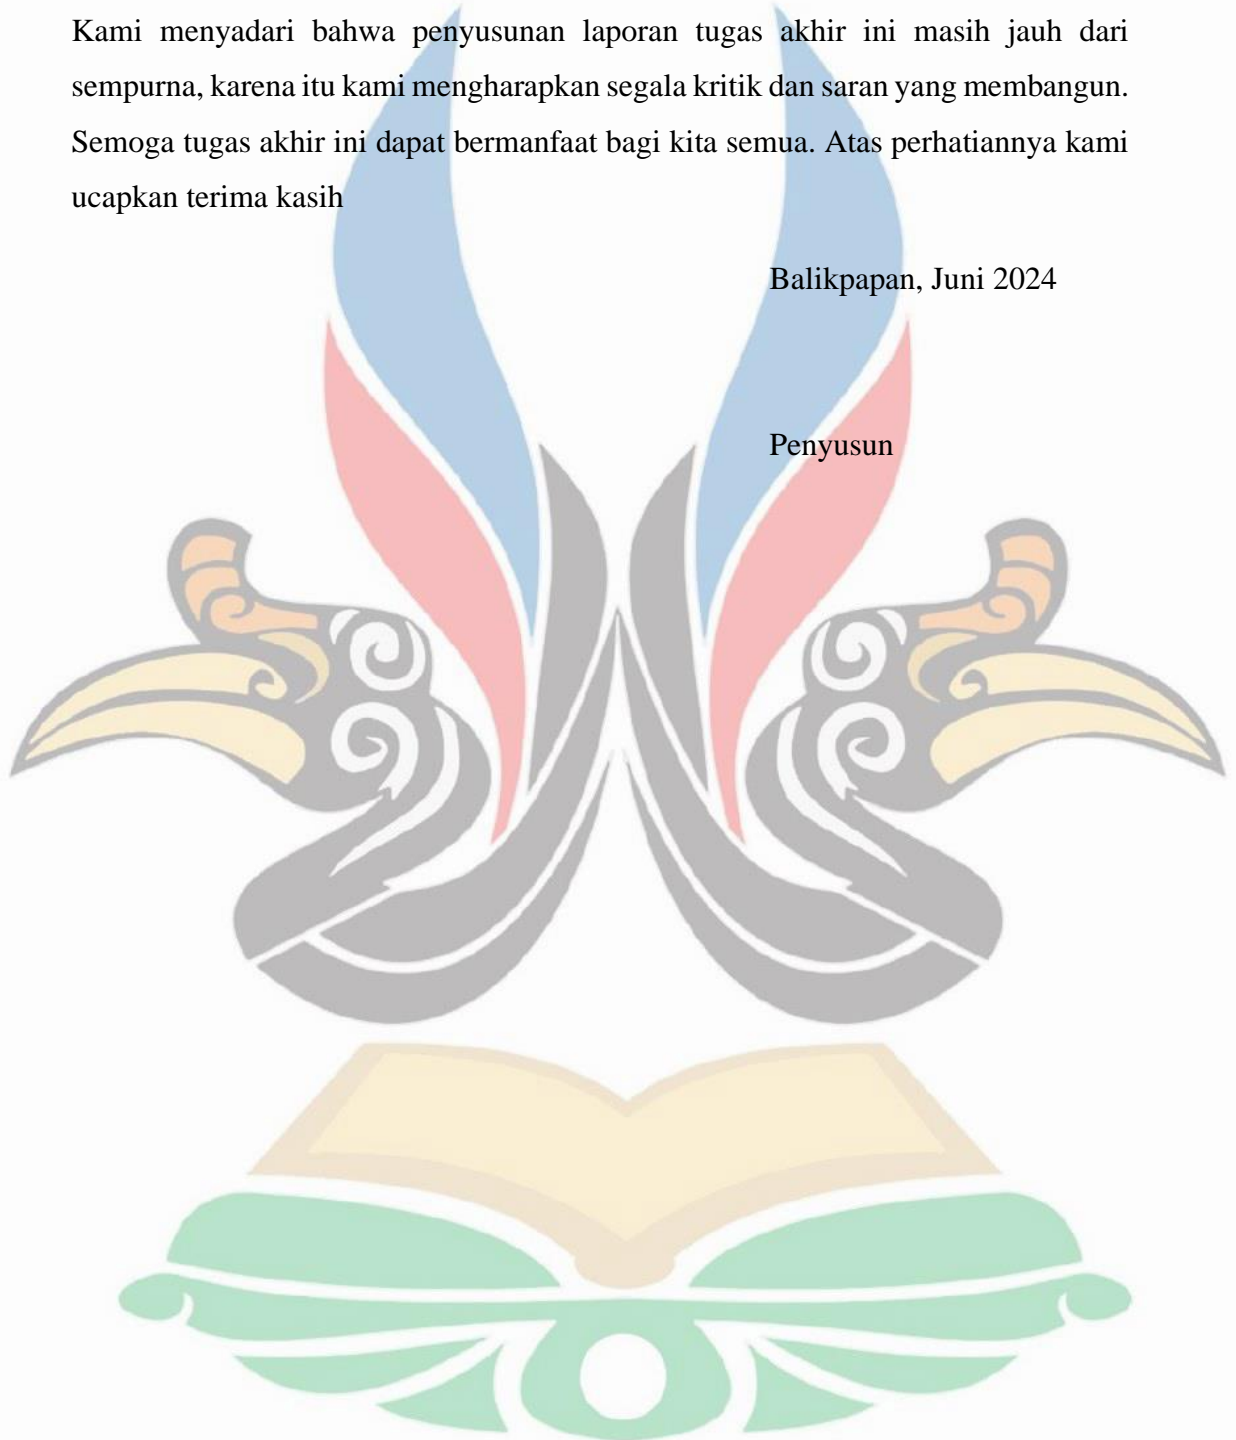 Kami menyadari bahwa penyusunan laporan tugas akhir ini masih jauh dari
sempurna, karena itu kami mengharapkan segala kritik dan saran yang membangun.
Semoga tugas akhir ini dapat bermanfaat bagi kita semua. Atas perhatiannya kami
ucapkan terima kasih
Balikpapan, Juni 2024
Penyusun